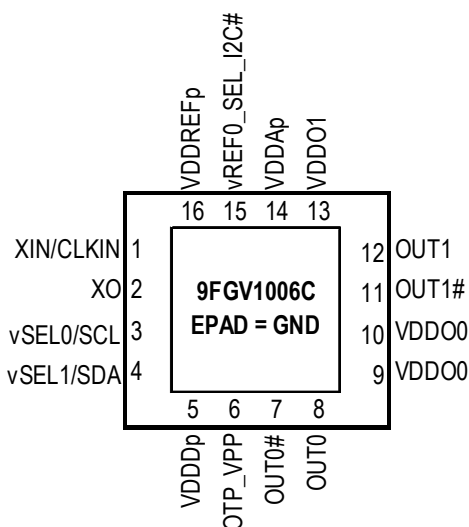 VDDREFp
vREF0_SEL_I2C#
VDDAp
VDDO1
16 15 14 13
XIN/CLKIN 1
XO 2
vSEL0/SCL 3
vSEL1/SDA 4
9FGV1006C
EPAD = GND
12 OUT1
11 OUT1#
10 VDDO0
9 VDDO0
5 6 7 8
VDDDp
OTP_VPP
OUT0#
OUT0